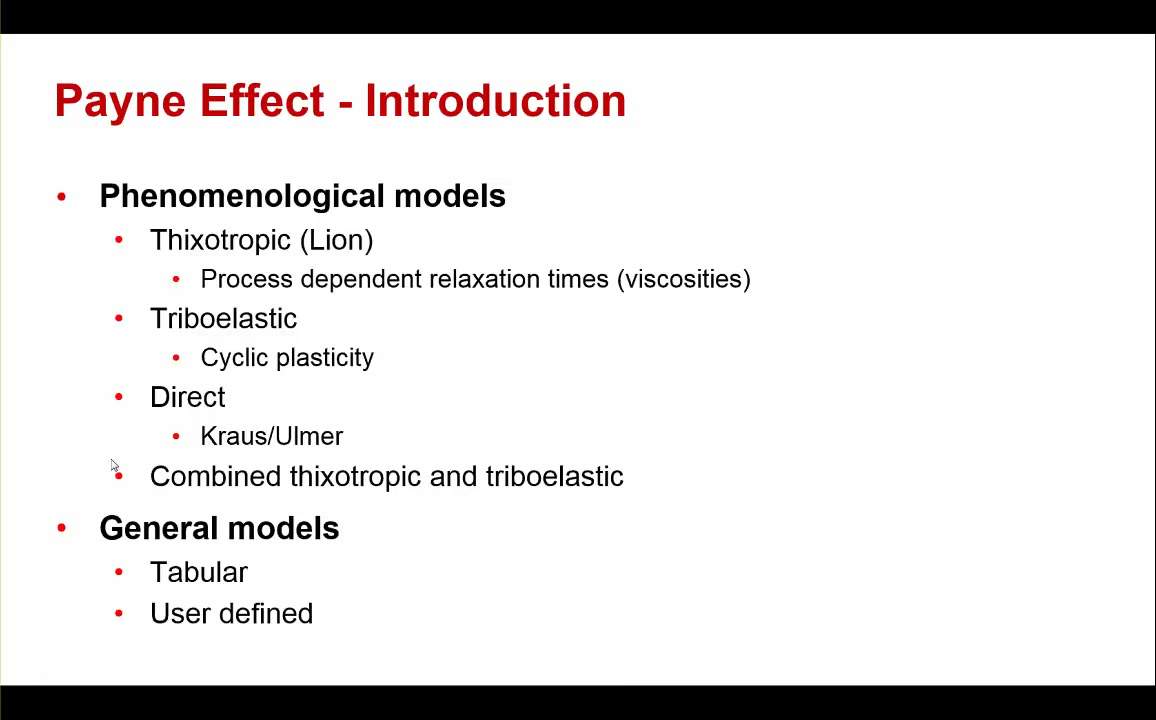 Payne Effect - Introduction
• Phenomenological models
• Thixotropic (Lion)
• Process dependent relaxation times (viscosities)
• Triboelastic
• Cyclic plasticity
• Direct
• Kraus/Ulmer
• Combined thixotropic and triboelastic
• General models
• Tabular
• User defined